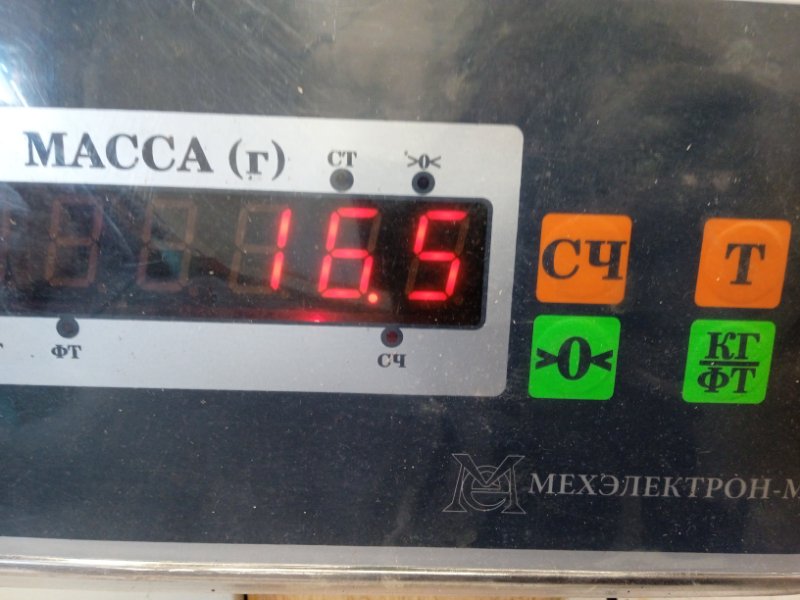 МАССА (г)
СТ
>0<
16.5
ФТ
СЧ
СЧ
Т
>0<
КГ
ФТ
МЕХЭЛЕКТРОН-М